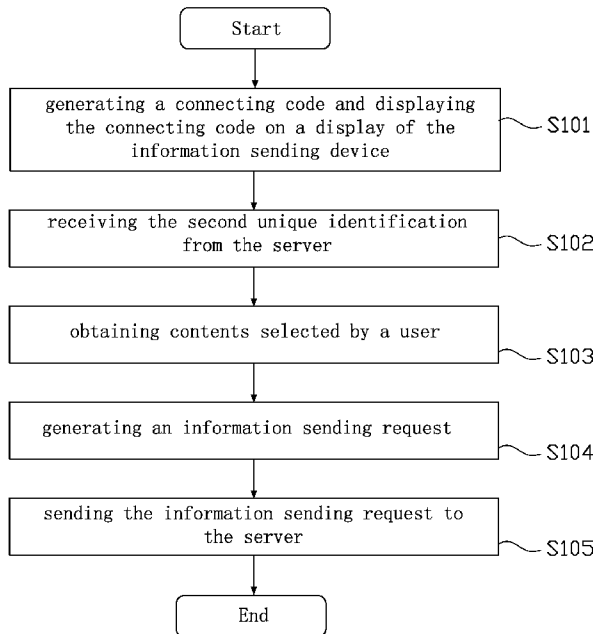 Start
generating a connecting code and displaying
the connecting code on a display of the
information sending device
S101
receiving the second unique identification
from the server
S102
obtaining contents selected by a user
S103
generating an information sending request
S104
sending the information sending request to
the server
S105
End